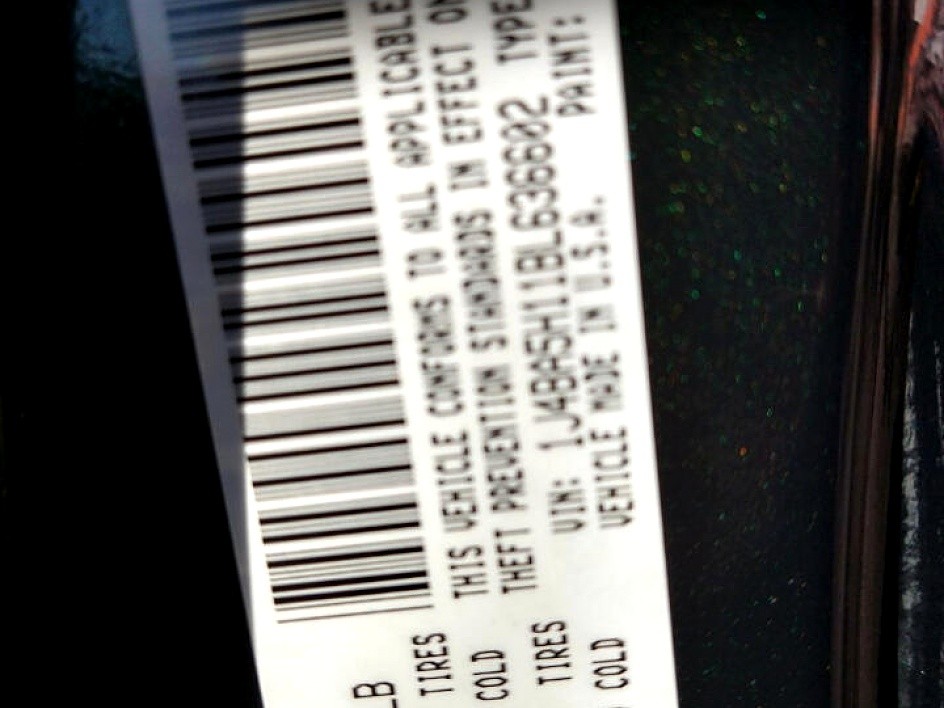 LB
TIRES
COLD
TIRES
COLD
THIS VEHICLE CONFORMS TO ALL APPLICABLE
THEFT PREVENTION STANDARDS IN EFFECT ON
VIN: 1J4BA5H11BL636602 TYPE
VEHICLE MADE IN U.S.A. PAINT: